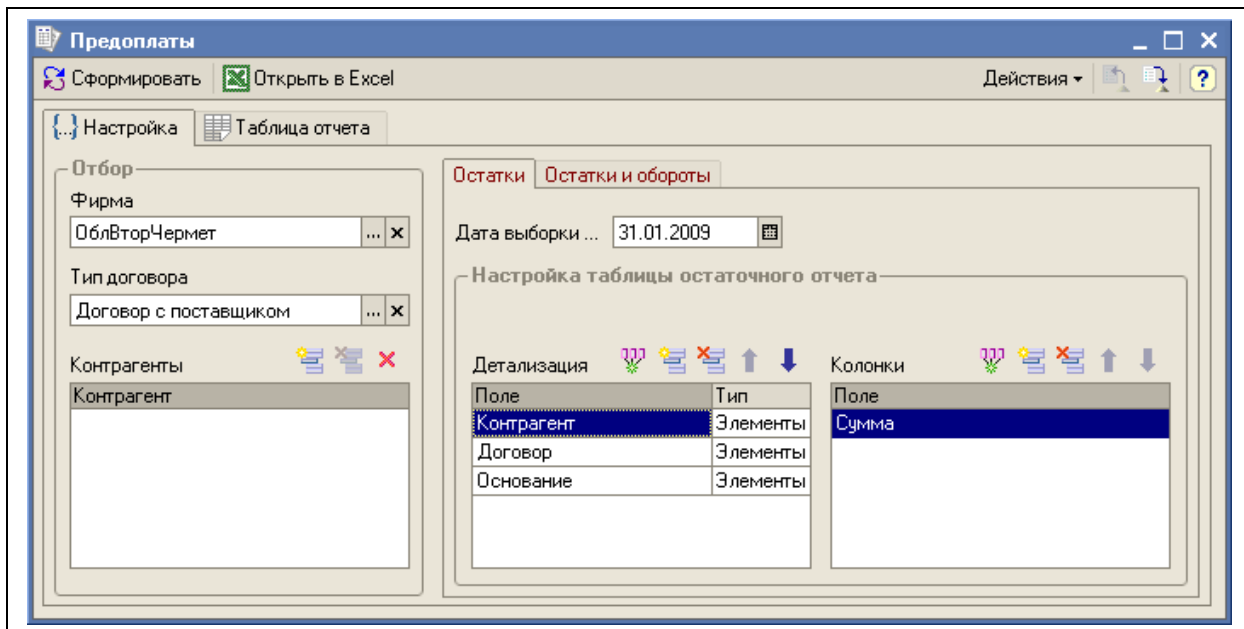 Предоплаты
Сформировать Открыть в Excel Действия ?
{...} Настройка Таблица отчета
Отбор
Фирма
ОблВторЧермет ... x
Тип договора
Договор с поставщиком ... x
Контрагенты
Контрагент
Остатки Остатки и обороты
Дата выборки ... 31.01.2009
Настройка таблицы остаточного отчета
Детализация Колонки
Поле Тип Поле
Контрагент Элементы Сумма
Договор Элементы
Основание Элементы